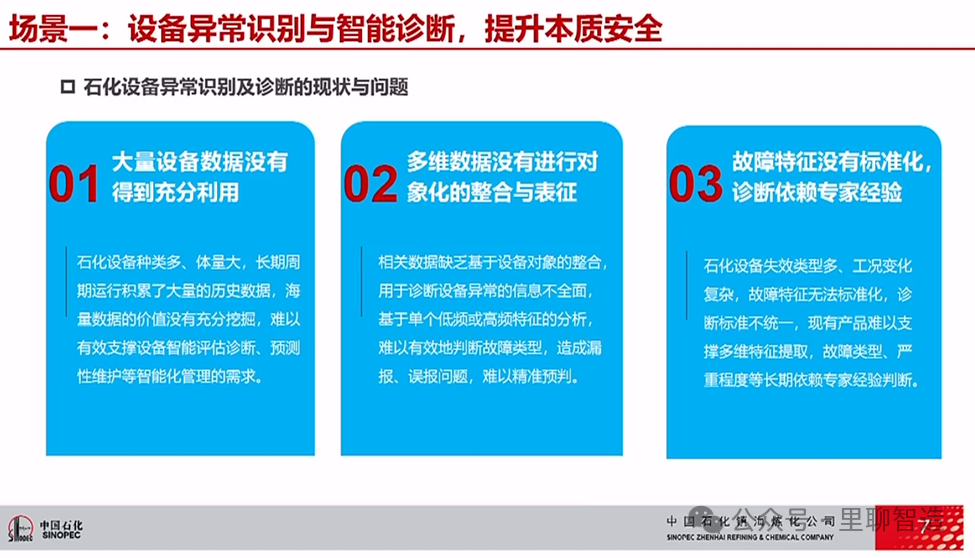 场景一：设备异常识别与智能诊断，提升本质安全
石化设备异常识别及诊断的现状与问题
01
大量设备数据没有
得到充分利用
石化设备种类多、体量大，长期周
期运行积累了大量的历史数据，海
量数据的价值没有充分挖掘，难以
有效支撑设备智能评估诊断、预测
性维护等智能化管理的需求。
02
多维数据没有进行对
象化的整合与表征
相关数据缺乏基于设备对象的整合，
用于诊断设备异常的信息不全面，
基于单个低频或高频特征的分析，
难以有效地判断故障类型，造成漏
报、误报问题，难以精准预判。
03
故障特征没有标准化，
诊断依赖专家经验
石化设备失效类型多、工况变化
复杂，故障特征无法标准化，诊
断标准不统一，现有产品难以支
撑多维特征提取，故障类型、严
重程度等长期依赖专家经验判断。
中国石化
SINOPEC
SINOPEC
中国石化镇海炼化公司
SINOPEC ZHENHAI REFINING & CHEMICAL COMPANY
公众号 · 里聊智造
7